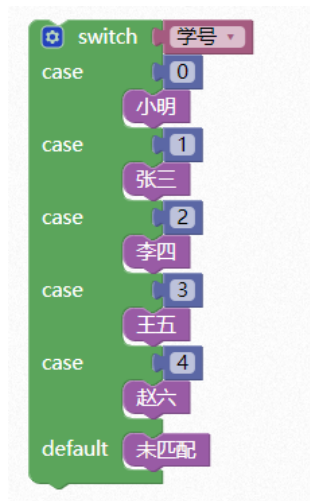 switch 学号
case 0
小明
case 1
张三
case 2
李四
case 3
王五
case 4
赵六
default 未匹配